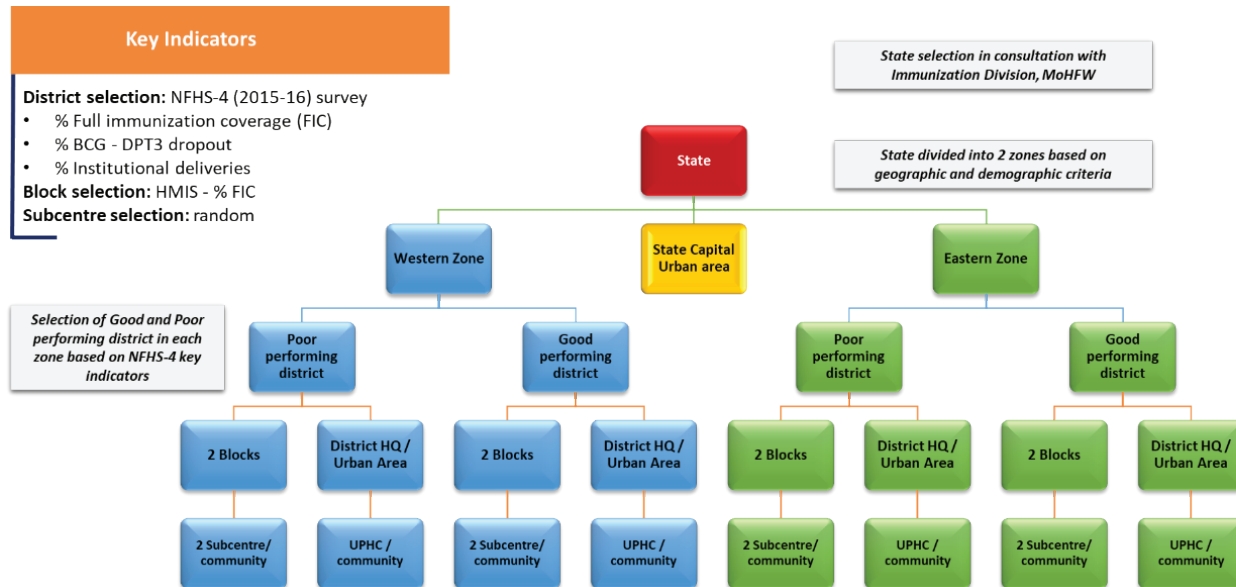 Key Indicators
District selection: NFHS-4 (2015-16) survey
• % Full immunization coverage (FIC)
• % BCG - DPT3 dropout
• % Institutional deliveries
Block selection: HMIS - % FIC
Subcentre selection: random
State selection in consultation with
Immunization Division, MoHFW
State
State divided into 2 zones based on
geographic and demographic criteria
Western Zone
State Capital
Urban area
Eastern Zone
Selection of Good and Poor
performing district in each
zone based on NFHS-4 key
indicators
Poor
performing
district
Good
performing
district
Poor
performing
district
Good
performing
district
2 Blocks
District HQ /
Urban Area
2 Blocks
District HQ /
Urban Area
2 Blocks
District HQ /
Urban Area
2 Blocks
District HQ /
Urban Area
2 Subcentre/
community
UPHC /
community
2 Subcentre/
community
UPHC /
community
2 Subcentre/
community
UPHC /
community
2 Subcentre/
community
UPHC /
community